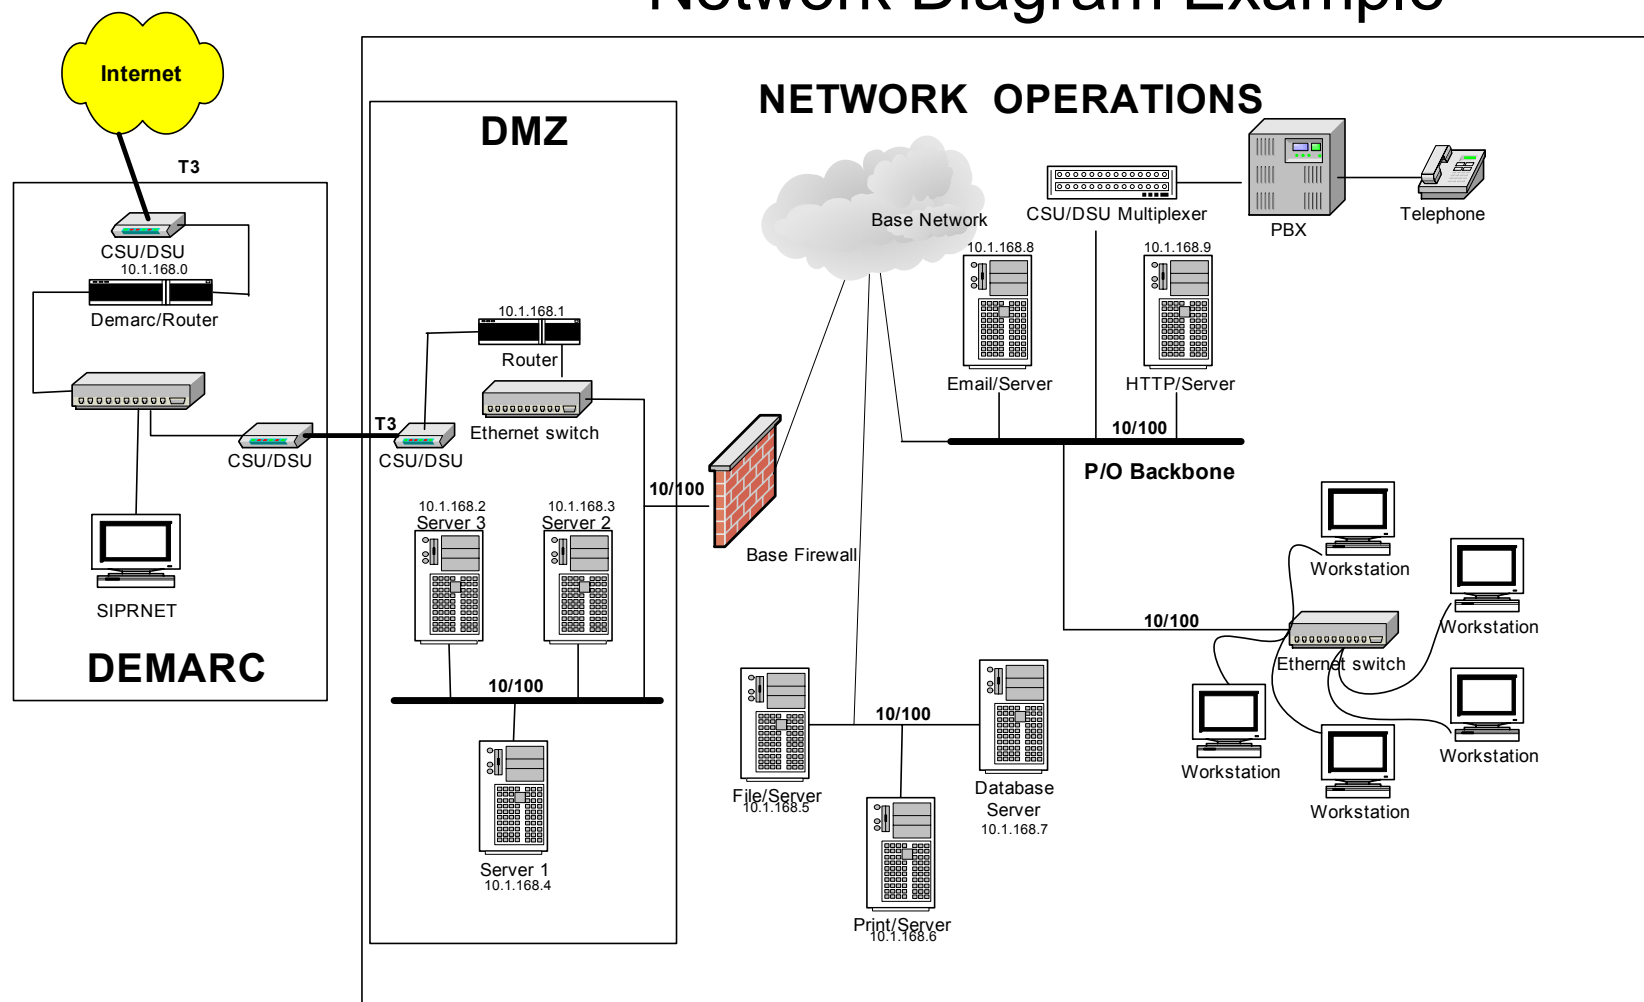 Network Diagram Example
Internet
T3
CSU/DSU
10.1.168.0
Demarc/Router
CSU/DSU
SIPRNET
DEMARC
DMZ
10.1.168.1
Router
Ethernet switch
T3
CSU/DSU
10.1.168.2
Server 3
10.1.168.3
Server 2
10/100
Server 1
10.1.168.4
10/100
Base Firewall
NETWORK OPERATIONS
Base Network
CSU/DSU Multiplexer
PBX
Telephone
10.1.168.8
Email/Server
10.1.168.9
HTTP/Server
10/100
P/O Backbone
10/100
Ethernet switch
Workstation
Workstation
Workstation
Workstation
Workstation
10/100
File/Server
10.1.168.5
Print/Server
10.1.168.6
Database
Server
10.1.168.7